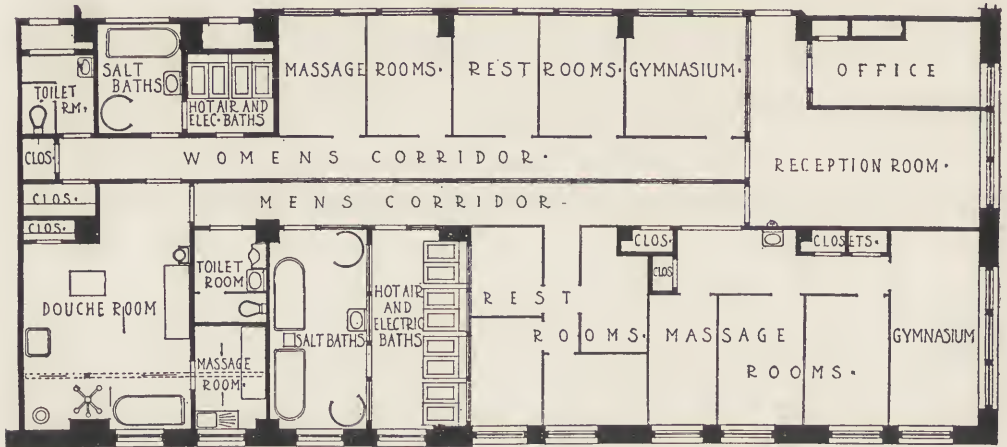 SALT
BATHS
TOILET
RM.
HOT AIR AND
ELEC. BATHS
MASSAGE ROOMS.
REST ROOMS.
GYMNASIUM.
OFFICE
CLOS.
WOMENS CORRIDOR.
RECEPTION ROOM.
CLOS.
MENS CORRIDOR-
CLOS.
DOUCHE ROOM
TOILET
ROOM
MASSAGE
ROOM.
SALT BATHS
HOT AIR
AND
ELECTRIC
BATHS
REST
ROOMS.
CLOS.
CLOS.
CLOSETS.
MASSAGE
ROOMS.
GYMNASIUM